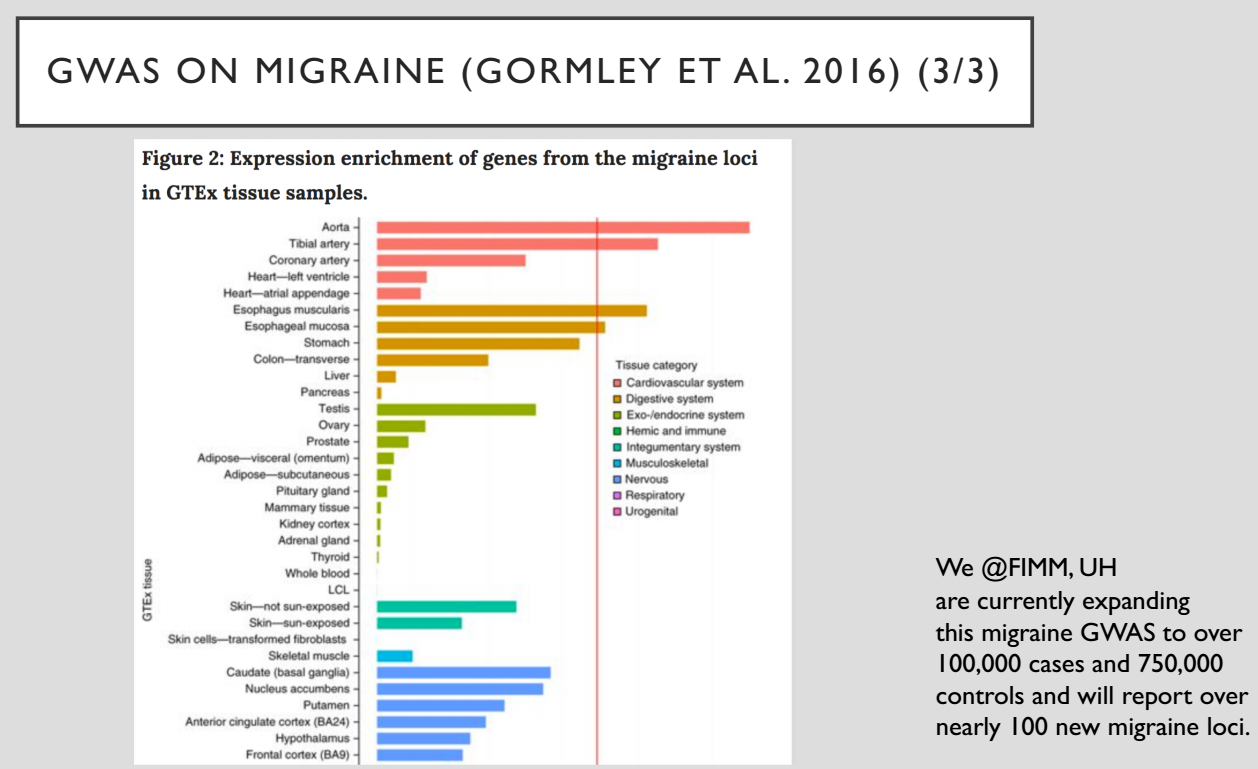 GWAS ON MIGRAINE (GORMLEY ET AL. 2016) (3/3)
Figure 2: Expression enrichment of genes from the migraine loci
in GTEx tissue samples.
Aorta
Tibial artery
Coronary artery
Heart—left ventricle
Heart—atrial appendage
Esophagus muscularis
Esophageal mucosa
Stomach
Colon—transverse
Liver
Pancreas
Testis
Ovary
Prostate
Adipose—visceral (omentum)
Adipose—subcutaneous
Pituitary gland
Mammary tissue
Kidney cortex
Adrenal gland
Thyroid
Whole blood
LCL
Skin—not sun-exposed
Skin—sun-exposed
Skin cells—transformed fibroblasts
Skeletal muscle
Caudate (basal ganglia)
Nucleus accumbens
Putamen
Anterior cingulate cortex (BA24)
Hypothalamus
Frontal cortex (BA9)
GTEx tissue
Tissue category
Cardiovascular system
Digestive system
Exo-/endocrine system
Hemic and immune
Integumentary system
Musculoskeletal
Nervous
Respiratory
Urogenital
We @FIMM, UH
are currently expanding
this migraine GWAS to over
100,000 cases and 750,000
controls and will report over
nearly 100 new migraine loci.